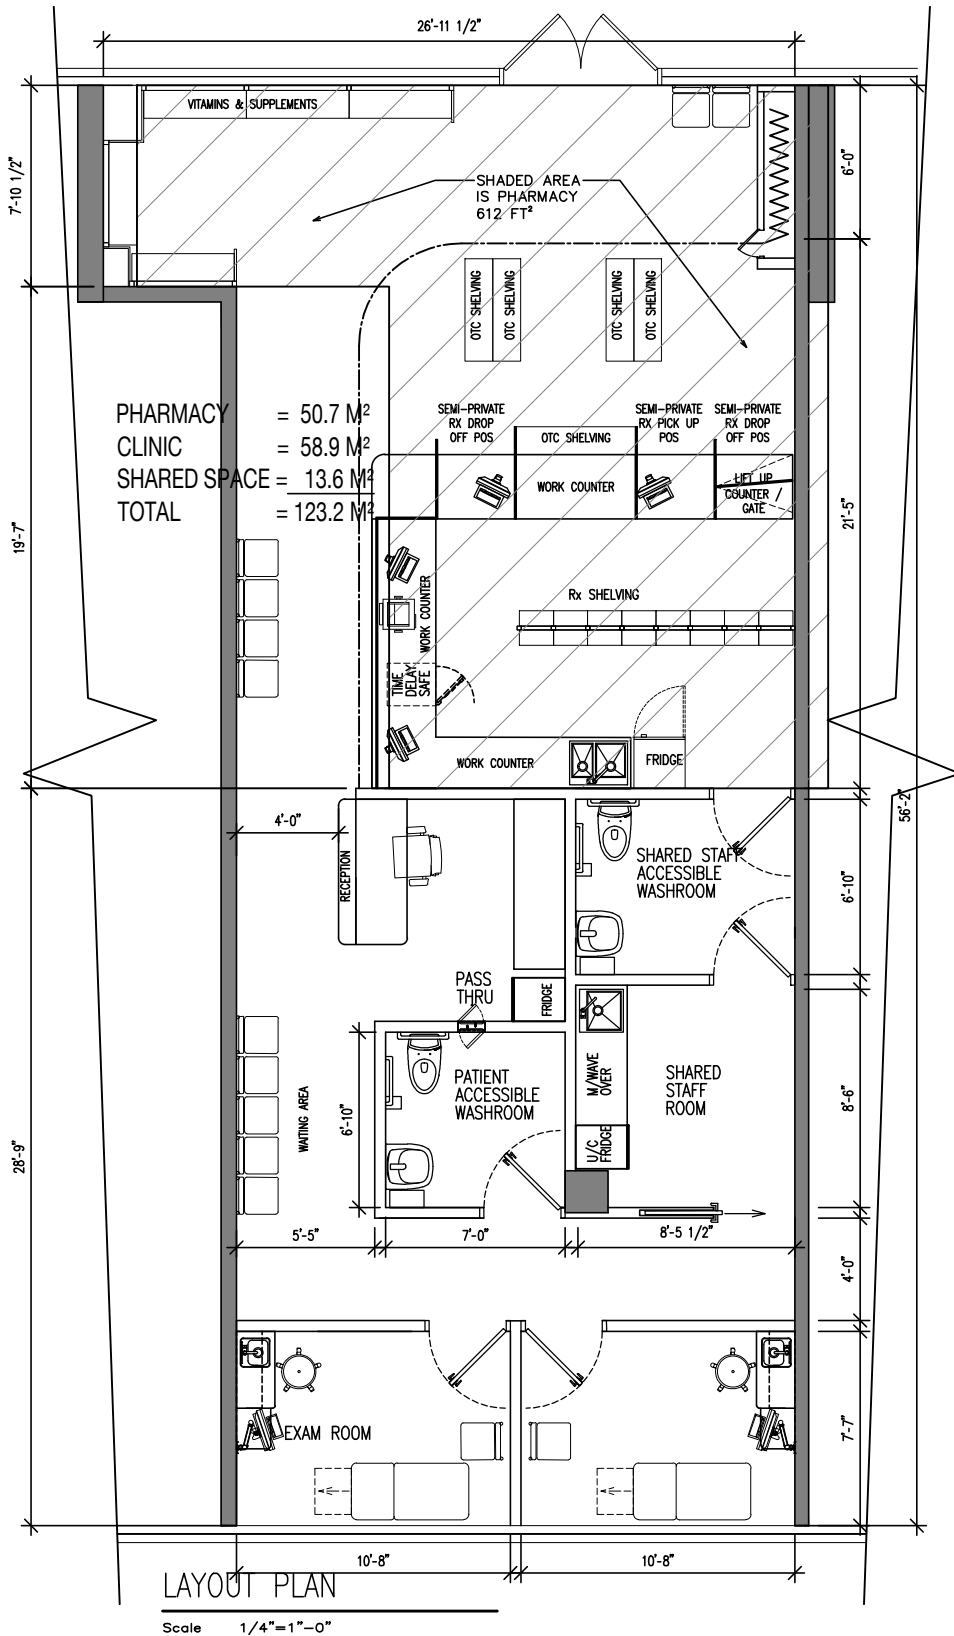 26'-11 1/2"
VITAMINS & SUPPLEMENTS
7'-10 1/2"
6'-0"
SHADED AREA
IS PHARMACY
612 FT²
OTC SHELVING
OTC SHELVING
OTC SHELVING
OTC SHELVING
PHARMACY = 50.7 M²
CLINIC = 58.9 M²
SHARED SPACE = 13.6 M²
TOTAL = 123.2 M²
SEMI-PRIVATE
RX DROP
OFF POS
OTC SHELVING
SEMI-PRIVATE
RX PICK UP
POS
SEMI-PRIVATE
RX DROP
OFF POS
WORK COUNTER
LIFT UP
COUNTER /
GATE
19'-7"
21'-5"
WORK COUNTER
Rx SHELVING
TIME
DELAY
SAFE
WORK COUNTER
FRIDGE
56'-2"
4'-0"
RECEPTION
SHARED STAFF
ACCESSIBLE
WASHROOM
6'-10"
PASS
THRU
FRIDGE
PATIENT
ACCESSIBLE
WASHROOM
6'-10"
WAITING AREA
M/WAVE
OVER
SHARED
STAFF
ROOM
8'-6"
U/C
FRIDGE
28'-9"
5'-5"
7'-0"
8'-5 1/2"
4'-0"
EXAM ROOM
7'-7"
10'-8"
10'-8"
LAYOUT PLAN
Scale 1/4"=1"-0"